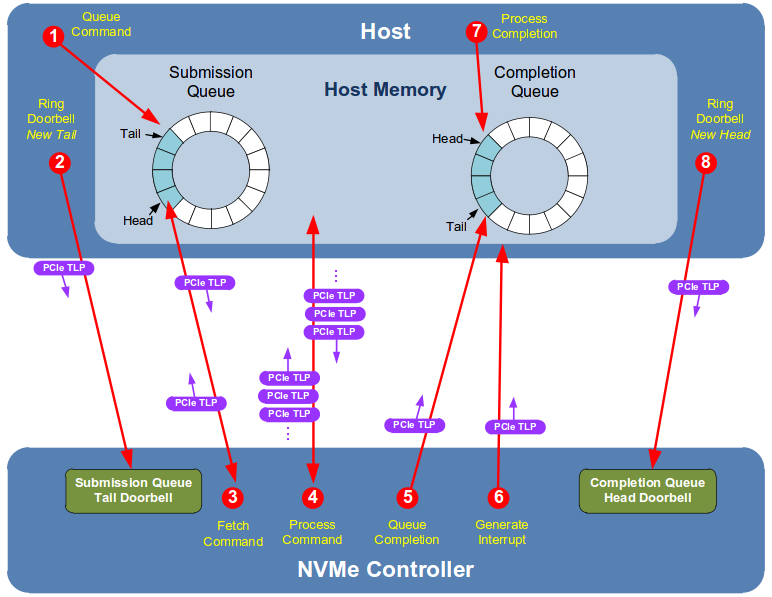 Queue
Command
1
Host
7
Process
Completion
Submission
Queue
Host Memory
Completion
Queue
Ring
Doorbell
New Tail
2
Tail
Head
Head
Tail
Ring
Doorbell
New Head
8
PCIe TLP
PCIe TLP
PCIe TLP
PCIe TLP
PCIe TLP
PCIe TLP
PCIe TLP
PCIe TLP
PCIe TLP
PCIe TLP
PCIe TLP
PCIe TLP
Submission Queue
Tail Doorbell
3
Fetch
Command
4
Process
Command
5
Queue
Completion
6
Generate
Interrupt
Completion Queue
Head Doorbell
NVMe Controller